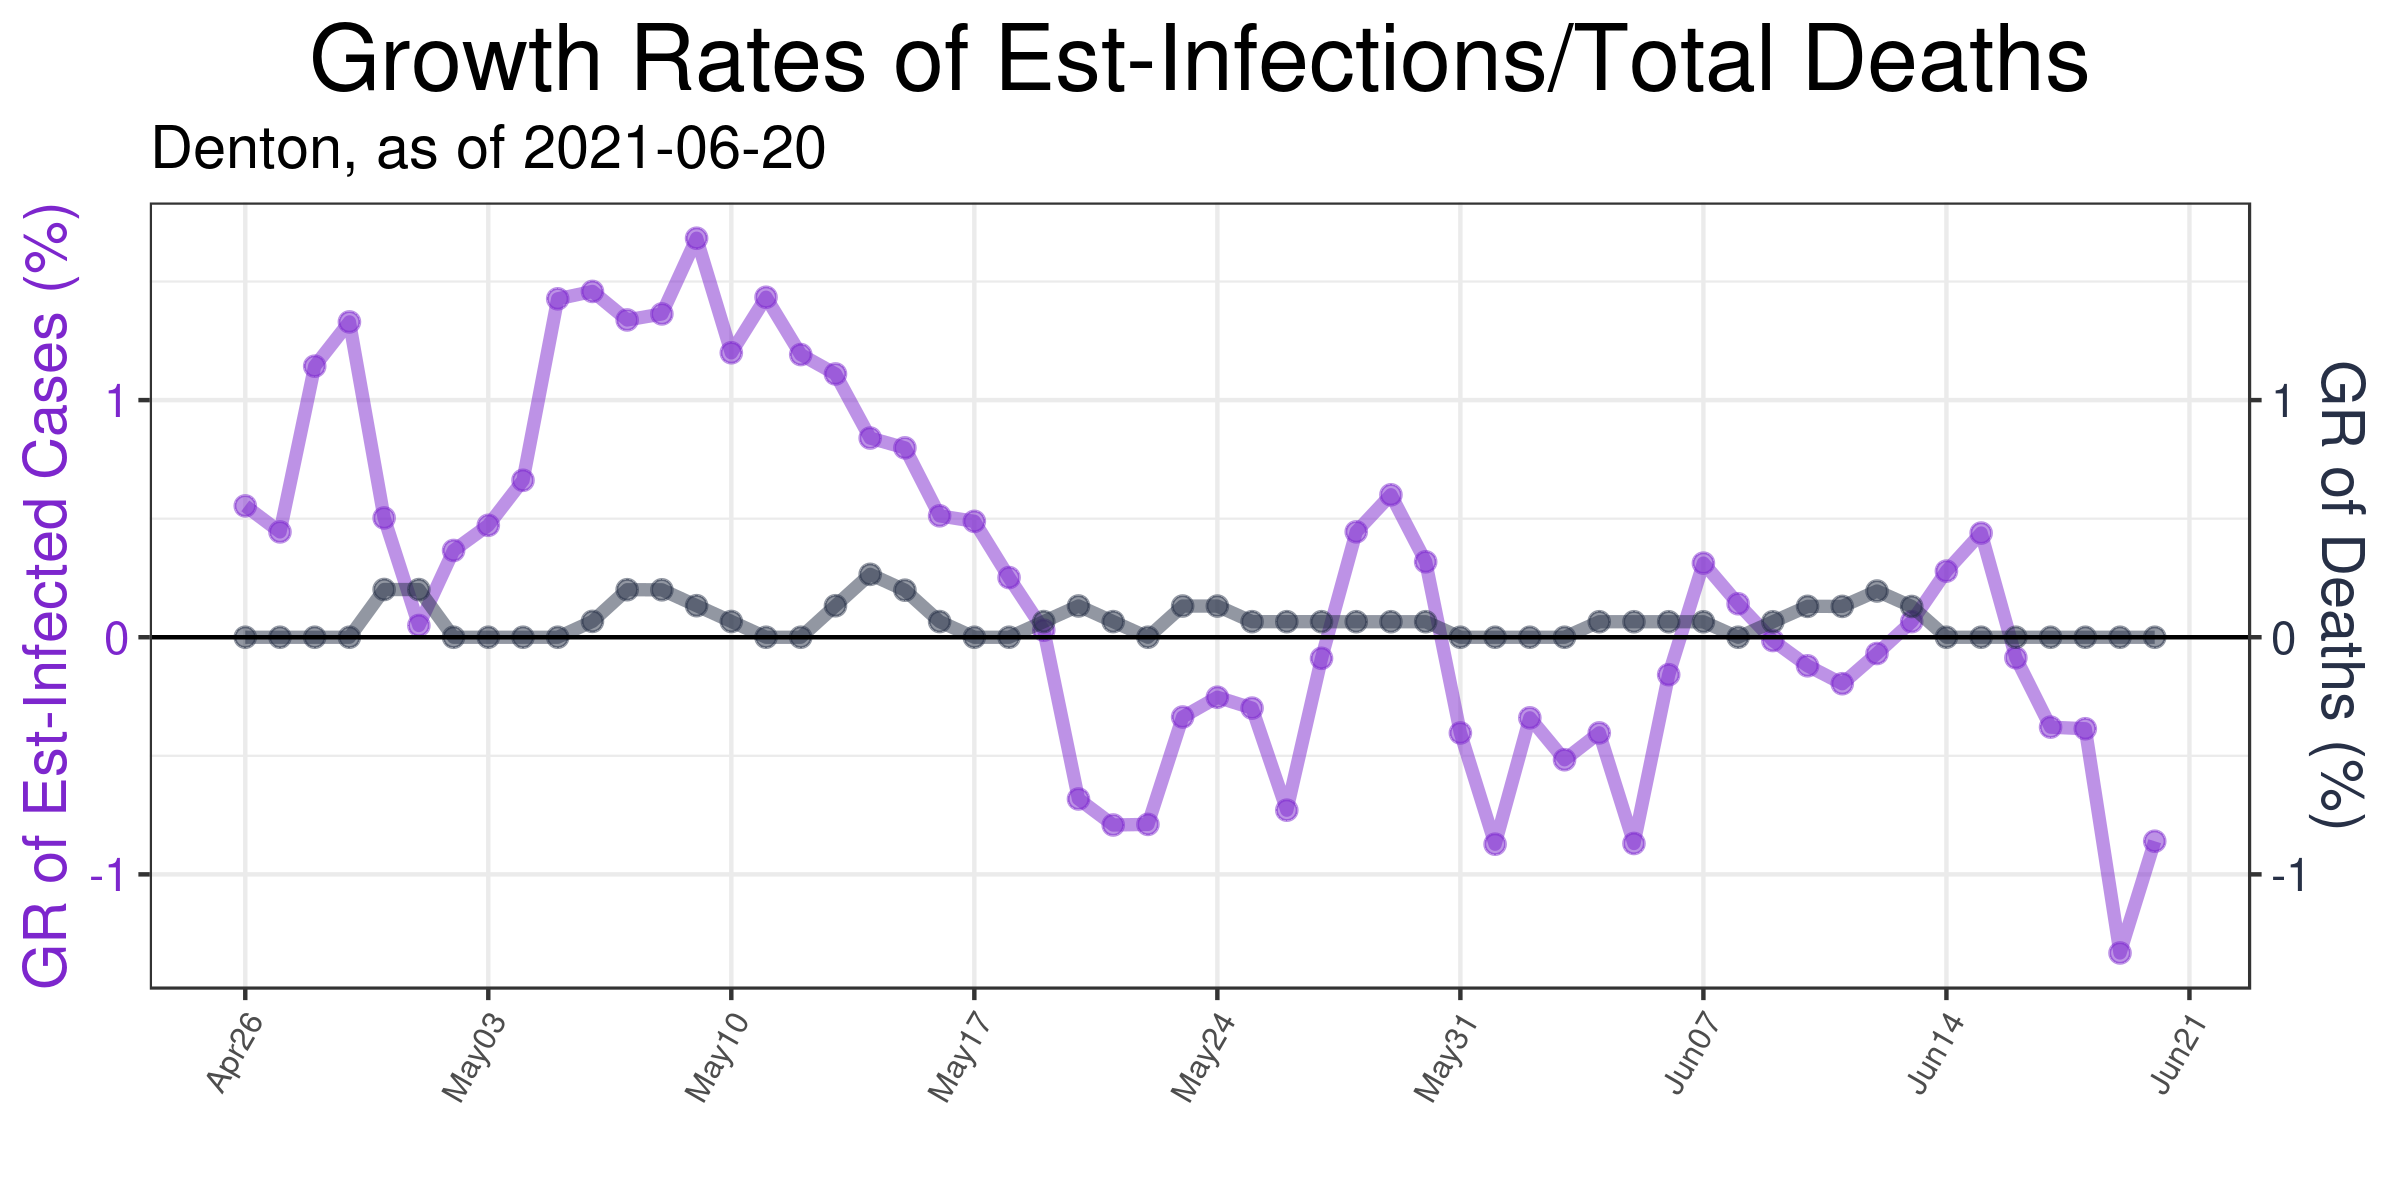 Growth Rates of Est-Infections/Total Deaths
Denton, as of 2021-06-20
GR of Est-Infected Cases (%)
1
0
-1
1
0
-1
GR of Deaths (%)
Apr26
May03
May10
May17
May24
May31
Jun07
Jun14
Jun21